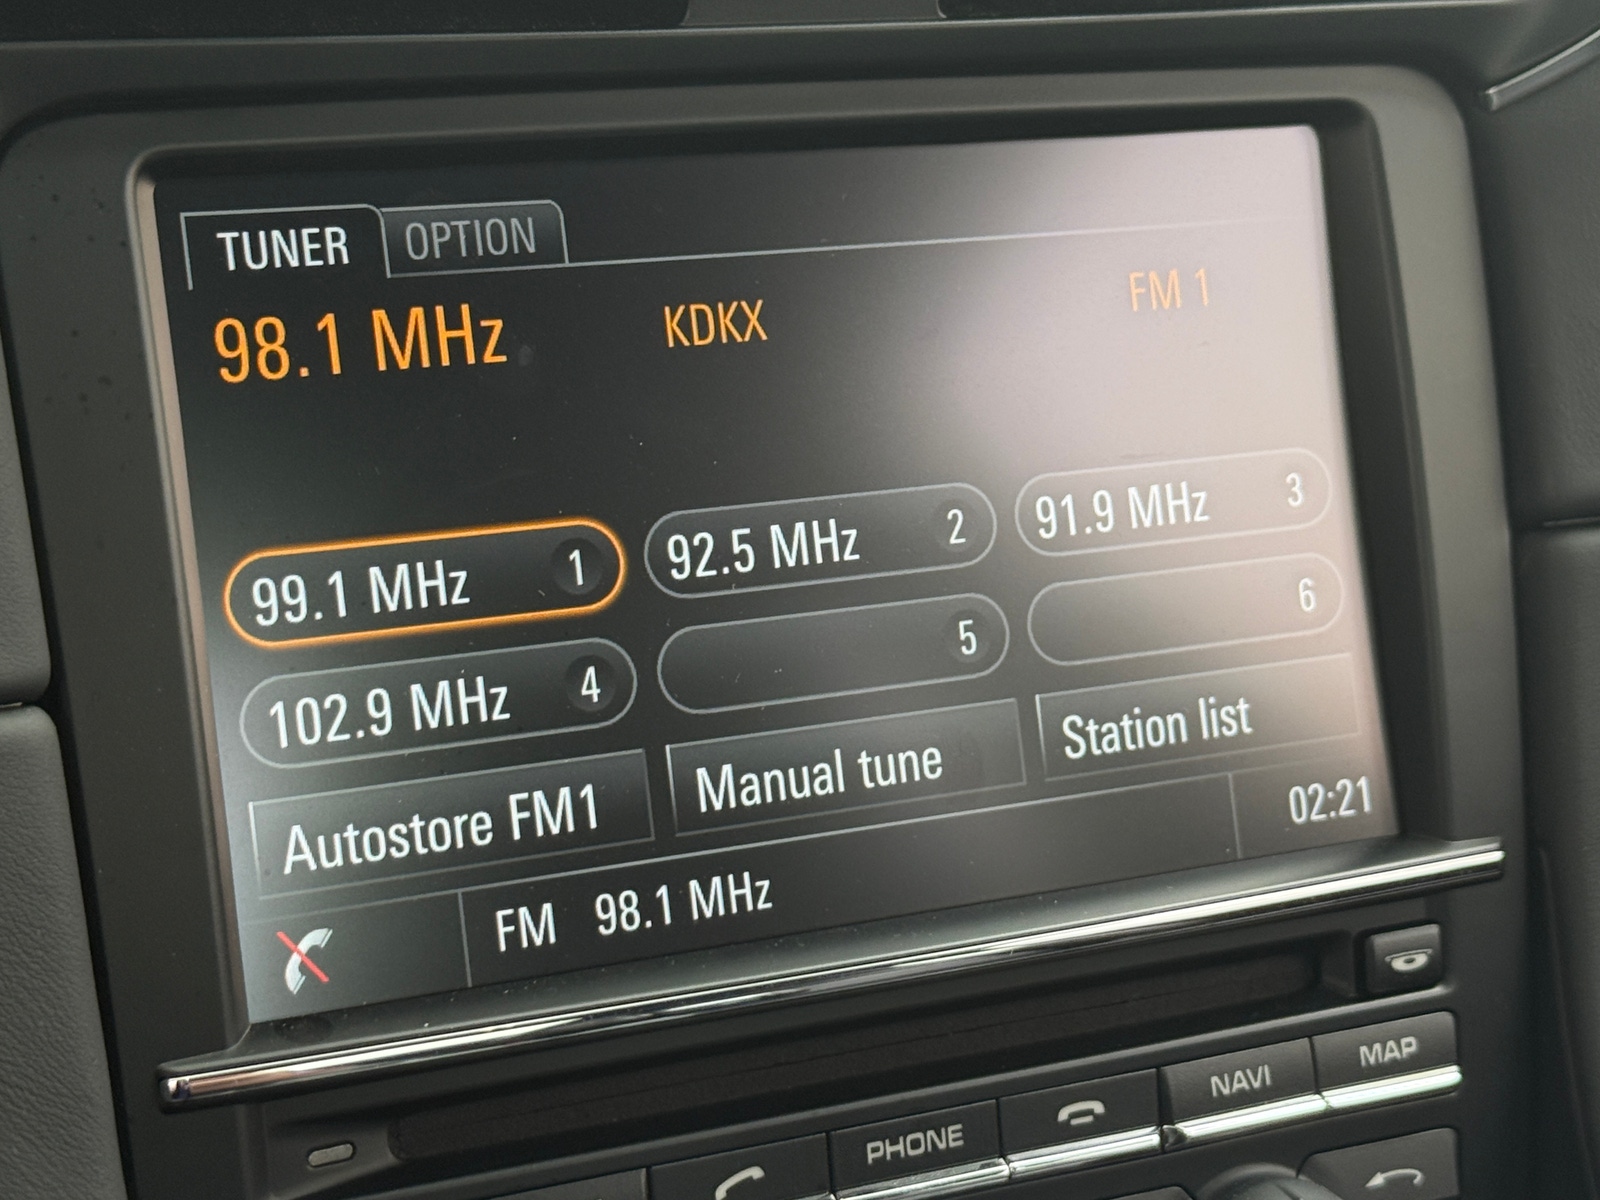 TUNER OPTION
98.1 MHz KDKX FM 1
99.1 MHz 1 92.5 MHz 2 91.9 MHz 3
102.9 MHz 4 5 6
Autostore FM1 Manual tune Station list
FM 98.1 MHz 02:21
PHONE NAVI MAP